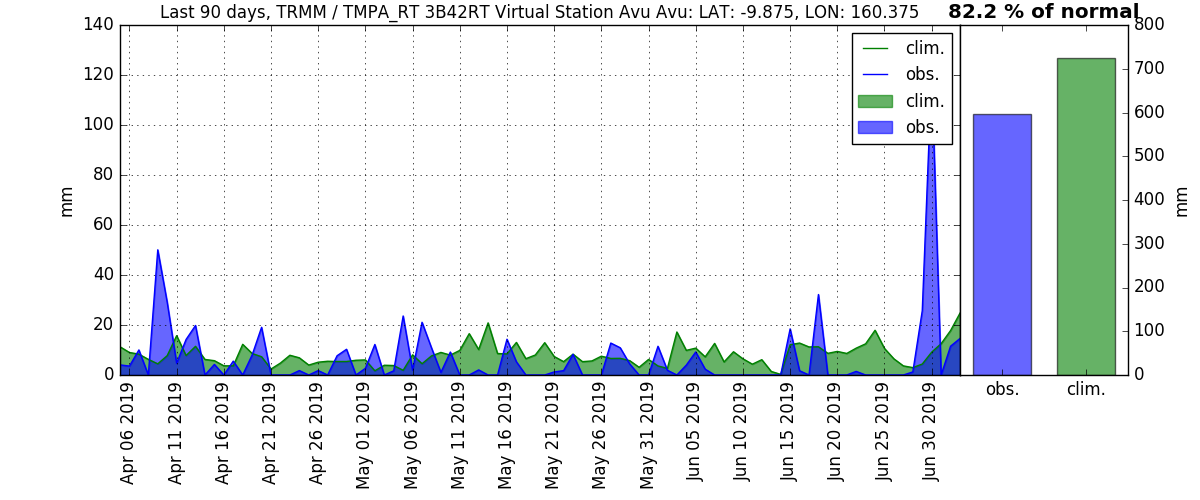 Last 90 days, TRMM / TMPA_RT 3B42RT Virtual Station Avu Avu: LAT: -9.875, LON: 160.375
82.2 % of normal
140
120
100
80
60
40
20
0
mm
clim.
obs.
clim.
obs.
Apr 06 2019
Apr 11 2019
Apr 16 2019
Apr 21 2019
Apr 26 2019
May 01 2019
May 06 2019
May 11 2019
May 16 2019
May 21 2019
May 26 2019
May 31 2019
Jun 05 2019
Jun 10 2019
Jun 15 2019
Jun 20 2019
Jun 25 2019
Jun 30 2019
800
700
600
500
400
300
200
100
0
mm
obs.
clim.